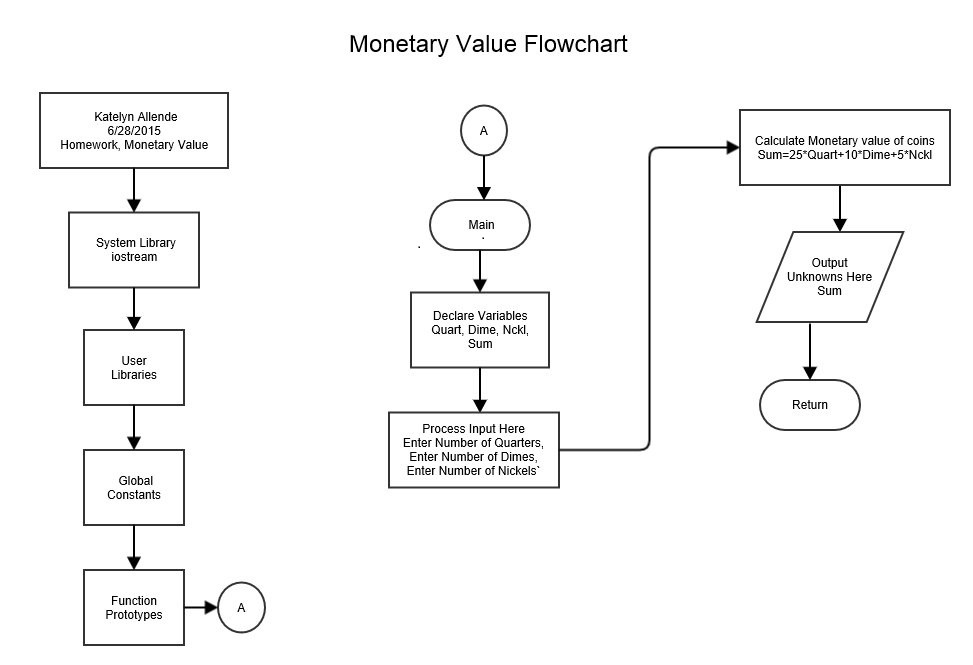 Monetary Value Flowchart
Katelyn Allende
6/28/2015
Homework, Monetary Value
System Library
iostream
User
Libraries
Global
Constants
Function
Prototypes
A
A
Main
Declare Variables
Quart, Dime, Nckl,
Sum
Process Input Here
Enter Number of Quarters,
Enter Number of Dimes,
Enter Number of Nickels`
Calculate Monetary value of coins
Sum=25*Quart+10*Dime+5*Nckl
Output
Unknowns Here
Sum
Return